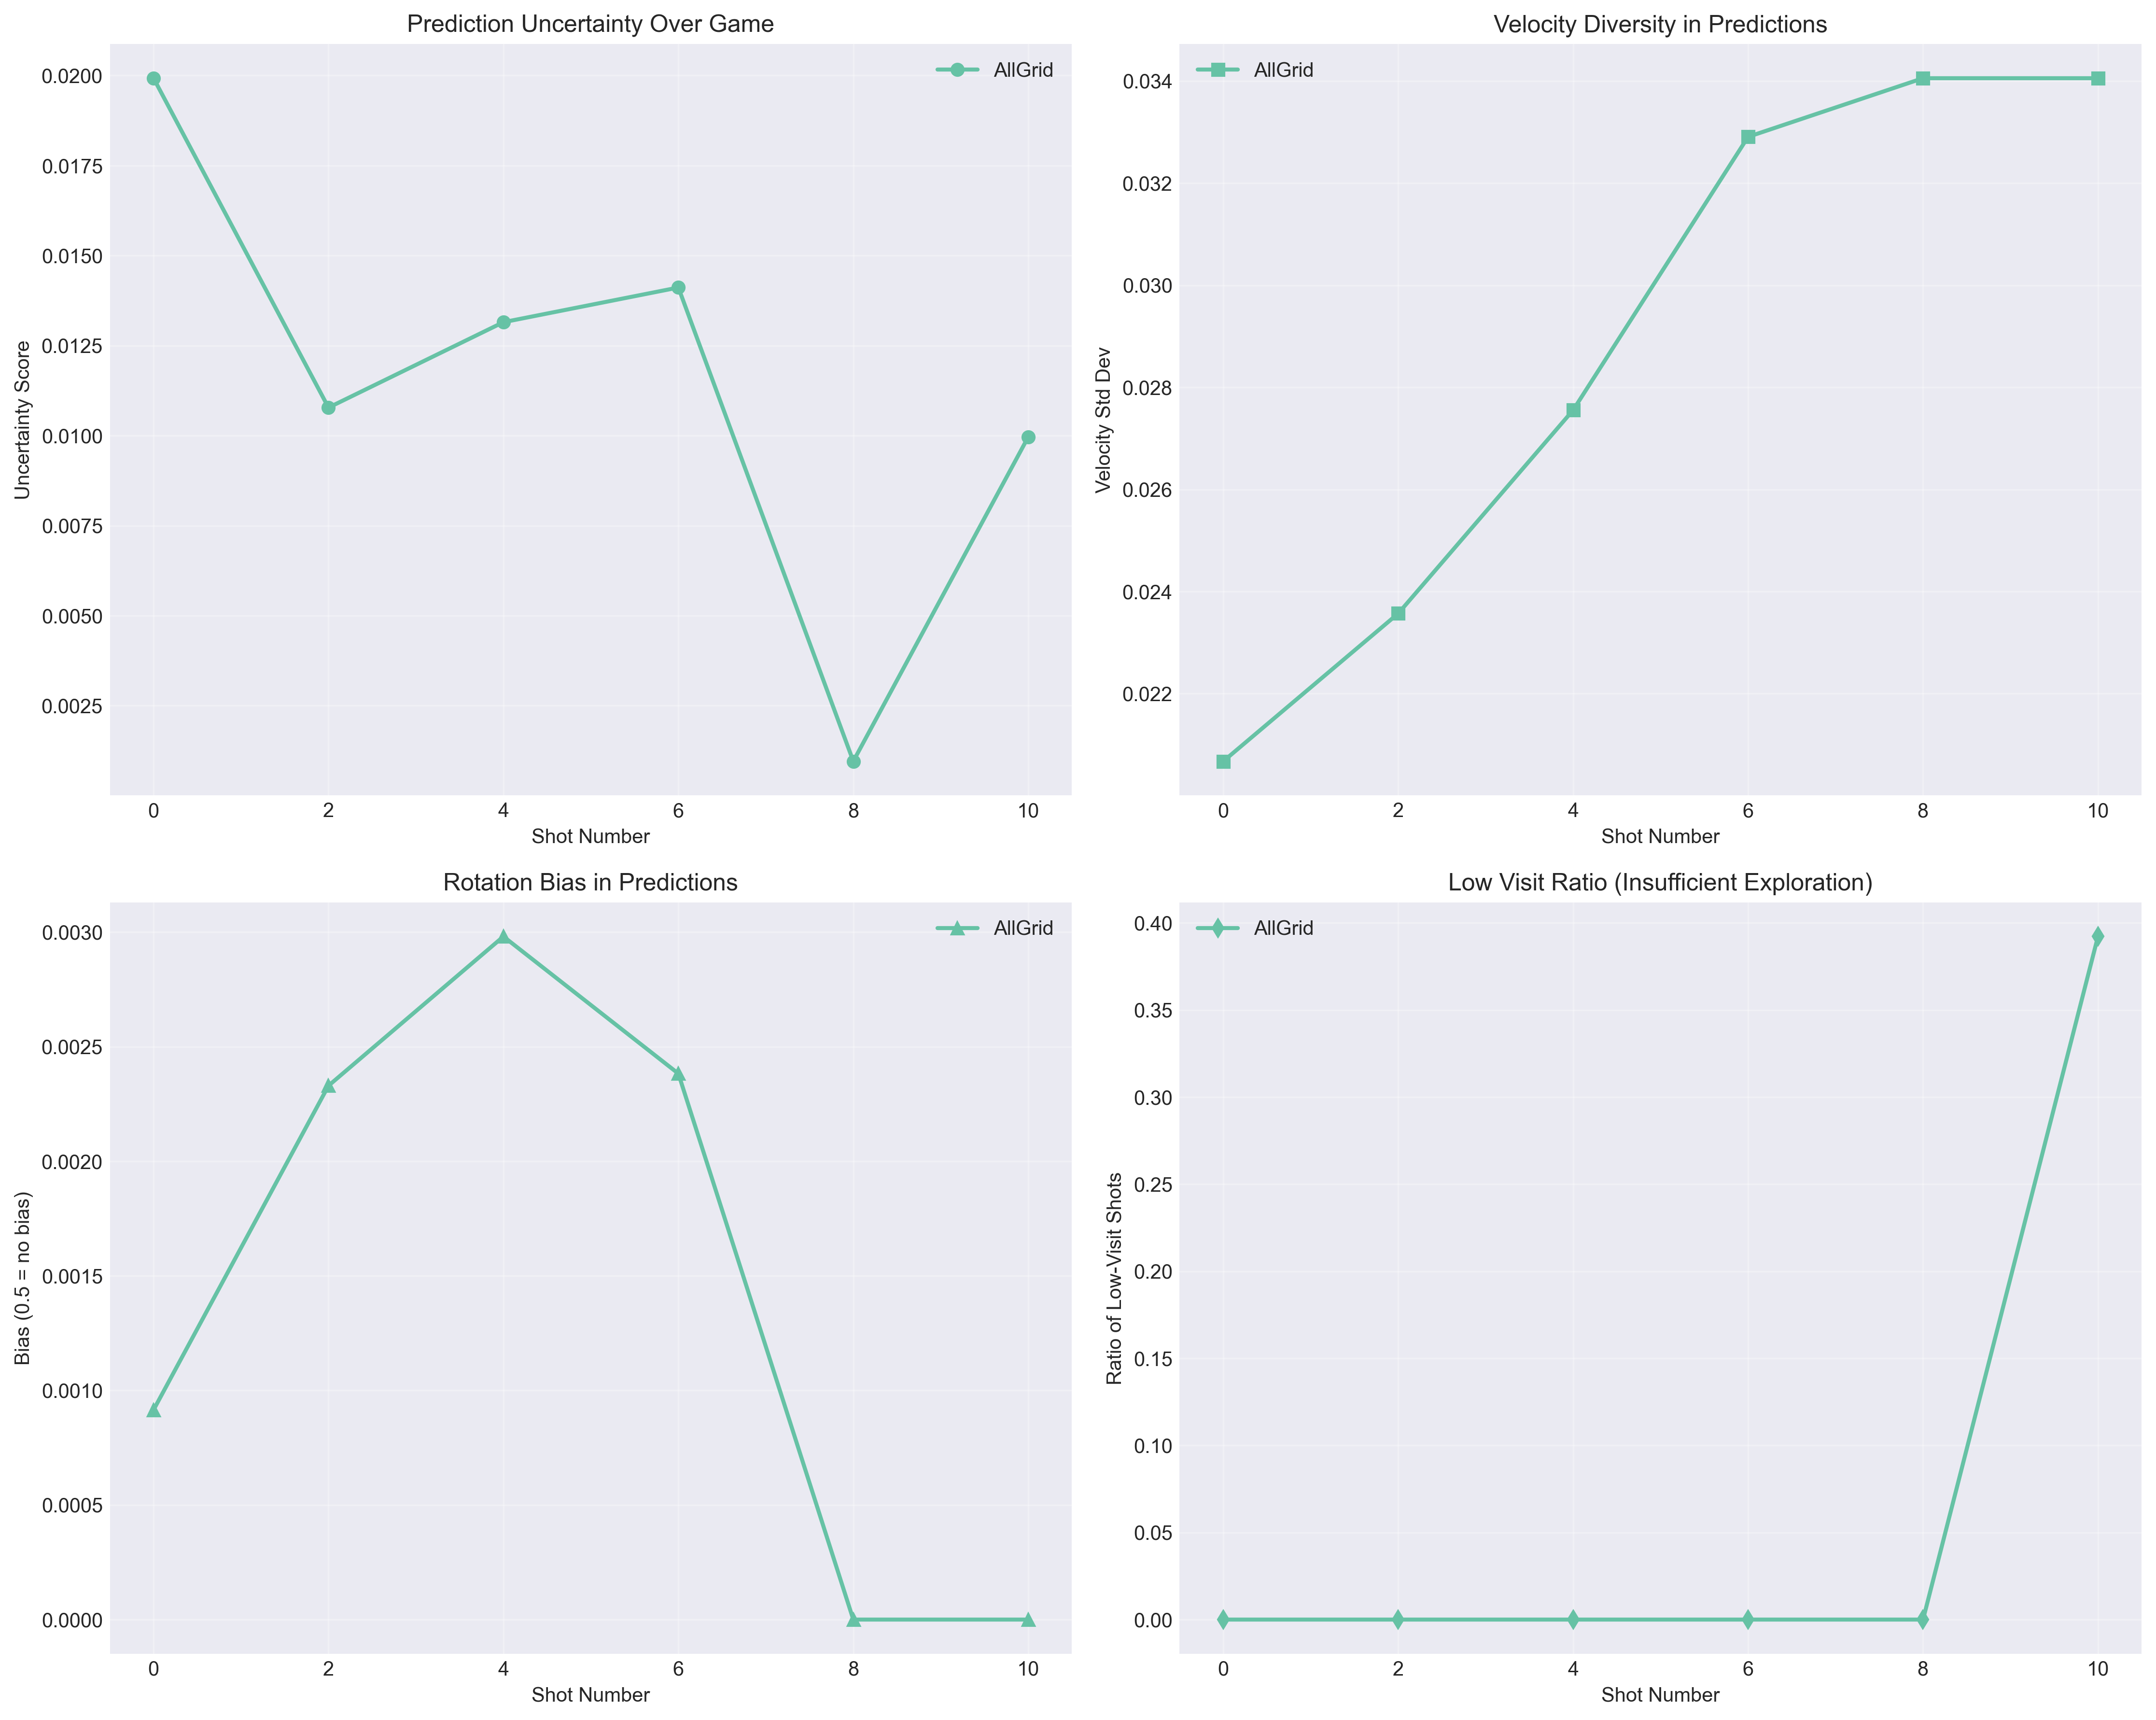 Prediction Uncertainty Over Game
AllGrid
Uncertainty Score
0.0200
0.0175
0.0150
0.0125
0.0100
0.0075
0.0050
0.0025
0 2 4 6 8 10
Shot Number
Velocity Diversity in Predictions
AllGrid
Velocity Std Dev
0.034
0.032
0.030
0.028
0.026
0.024
0.022
0 2 4 6 8 10
Shot Number
Rotation Bias in Predictions
AllGrid
Bias (0.5 = no bias)
0.0030
0.0025
0.0020
0.0015
0.0010
0.0005
0.0000
0 2 4 6 8 10
Shot Number
Low Visit Ratio (Insufficient Exploration)
AllGrid
Ratio of Low-Visit Shots
0.40
0.35
0.30
0.25
0.20
0.15
0.10
0.05
0.00
0 2 4 6 8 10
Shot Number